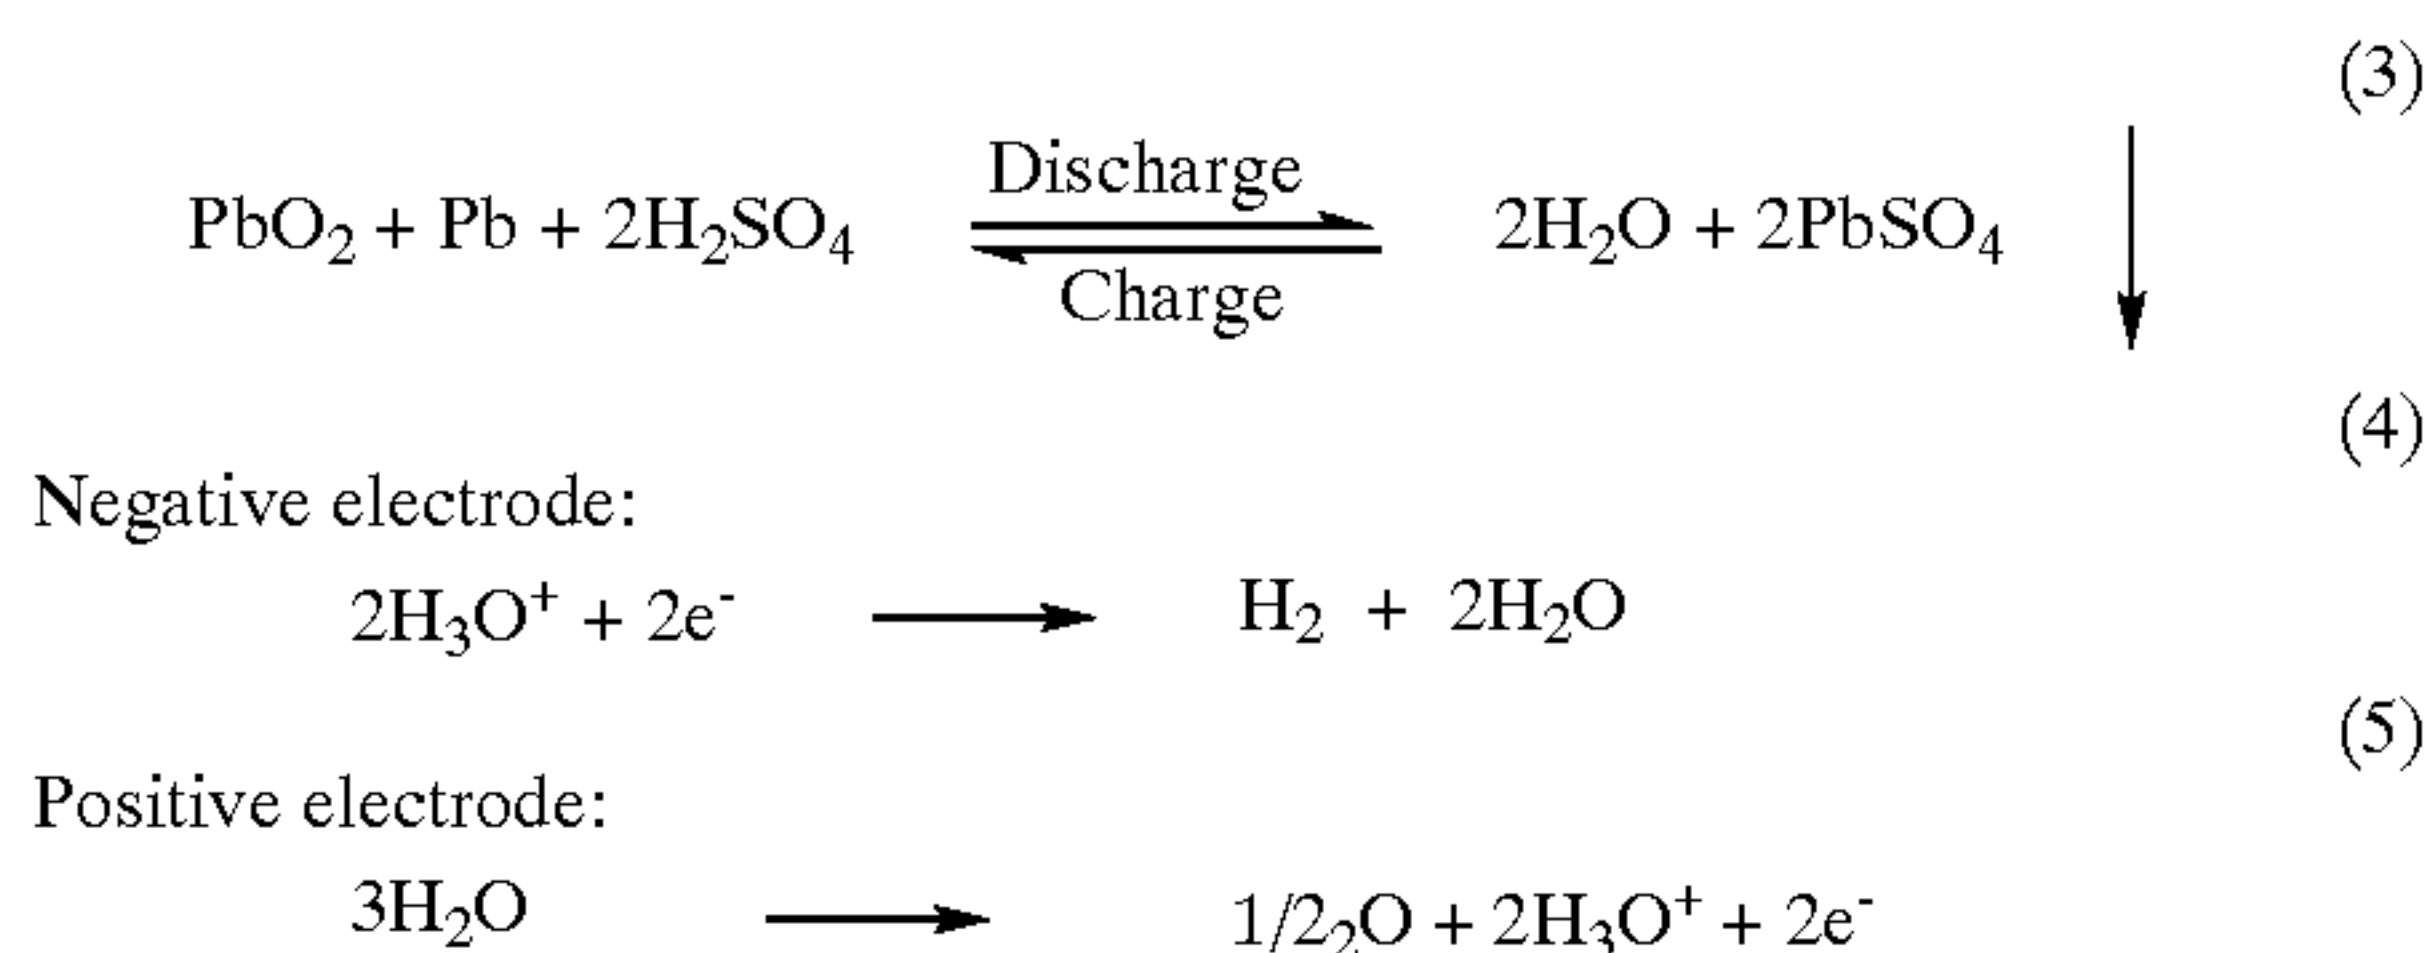 (3)
PbO₂ + Pb + 2H₂SO₄ Discharge ⇌ Charge 2H₂O + 2PbSO₄ ↓
(4)
Negative electrode:
2H₃O⁺ + 2e⁻ ⟶ H₂ + 2H₂O
(5)
Positive electrode:
3H₂O ⟶ 1/2₂O + 2H₃O⁺ + 2e⁻